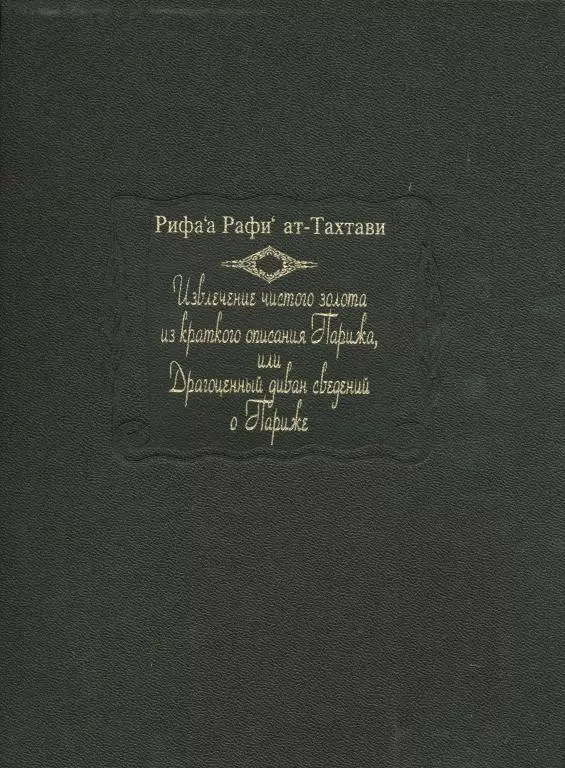 Рифа‘а Рафи‘ ат-Тахтави
Извлечение чистого золота
из краткого описания Парижа,
или
Драгоценный диван сведений
о Париже